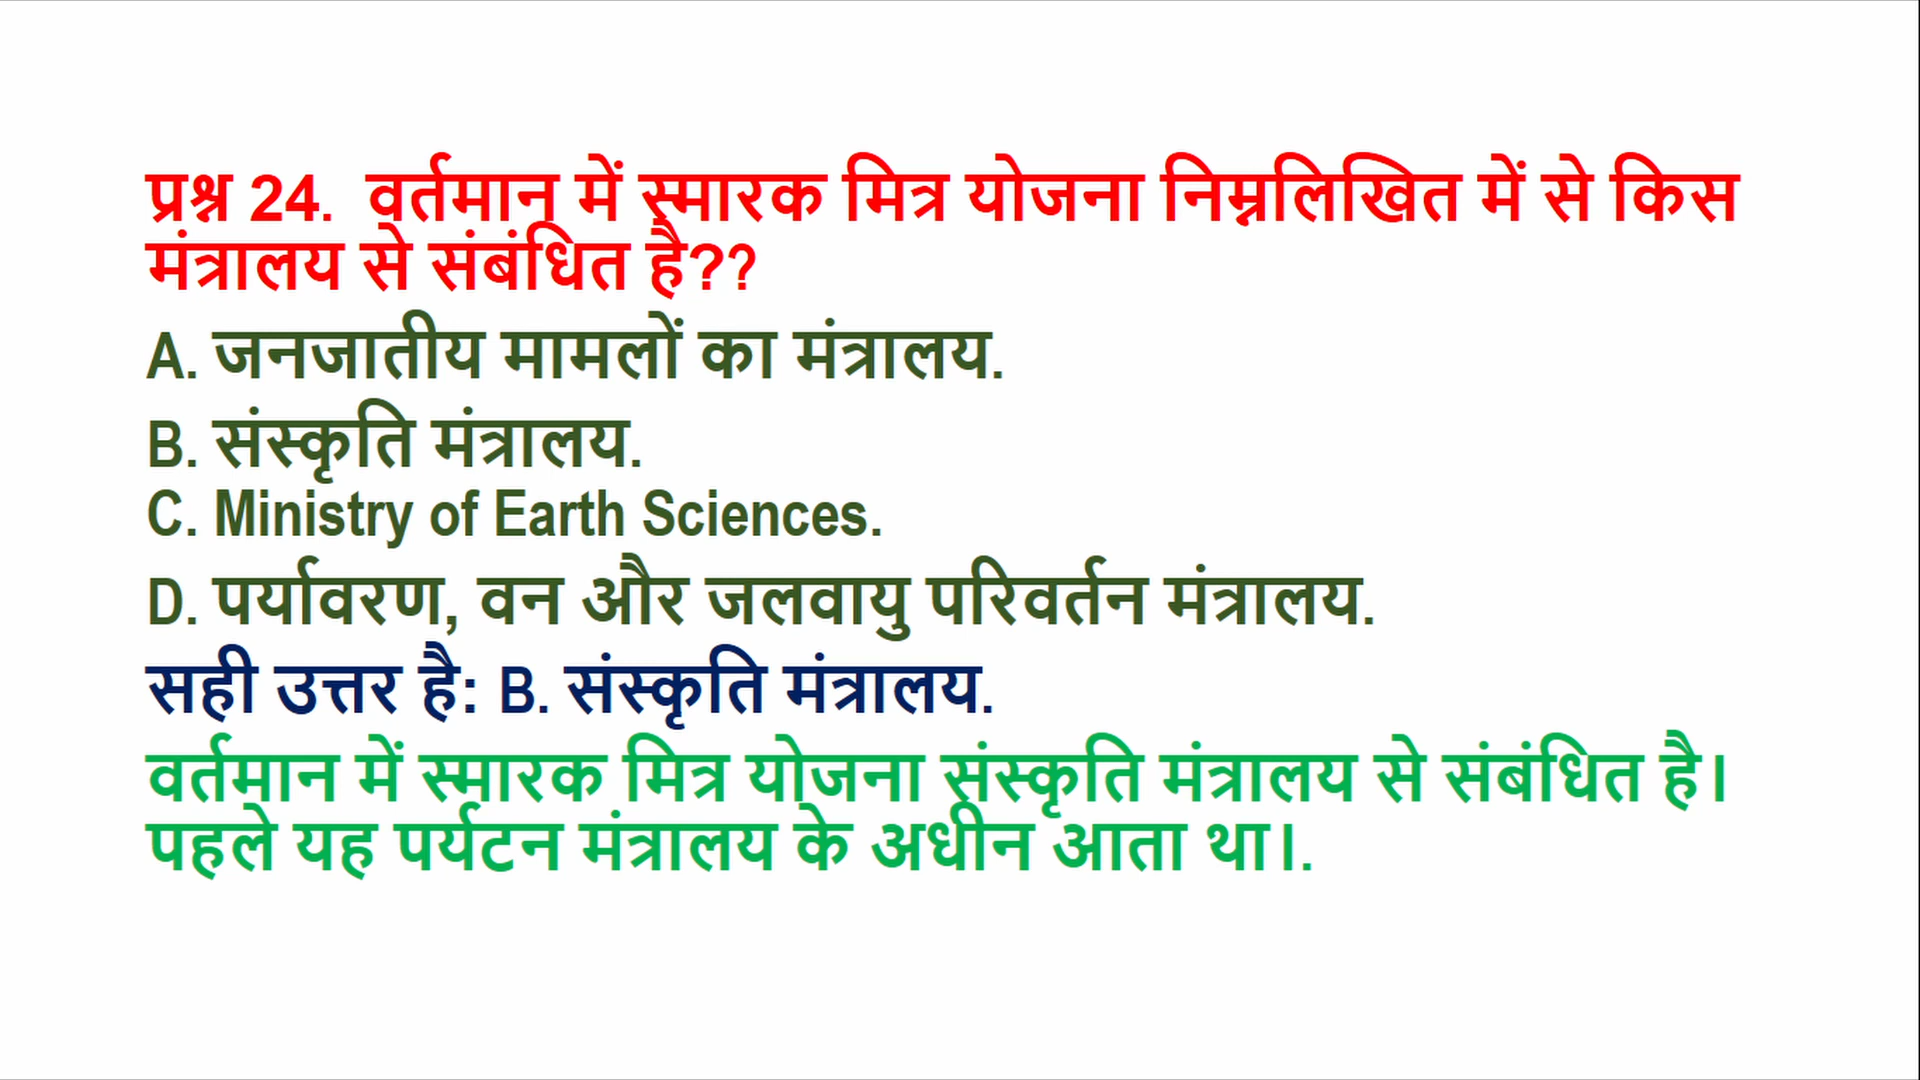 प्रश्न 24.  वर्तमान में स्मारक मित्र योजना निम्नलिखित में से किस
मंत्रालय से संबंधित है??
A. जनजातीय मामलों का मंत्रालय.
B. संस्कृति मंत्रालय.
C. Ministry of Earth Sciences.
D. पर्यावरण, वन और जलवायु परिवर्तन मंत्रालय.
सही उत्तर है: B. संस्कृति मंत्रालय.
वर्तमान में स्मारक मित्र योजना संस्कृति मंत्रालय से संबंधित है।
पहले यह पर्यटन मंत्रालय के अधीन आता था।.